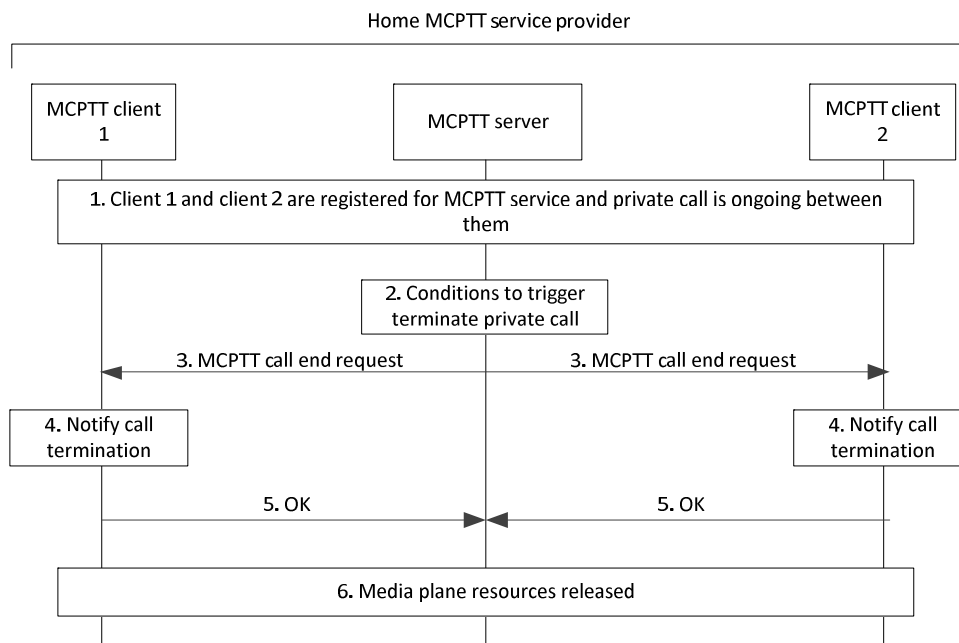 Home MCPTT service provider
MCPTT client
1
MCPTT server
MCPTT client
2
1. Client 1 and client 2 are registered for MCPTT service and private call is ongoing between
them
2. Conditions to trigger
terminate private call
3. MCPTT call end request
3. MCPTT call end request
4. Notify call
termination
4. Notify call
termination
5. OK
5. OK
6. Media plane resources released